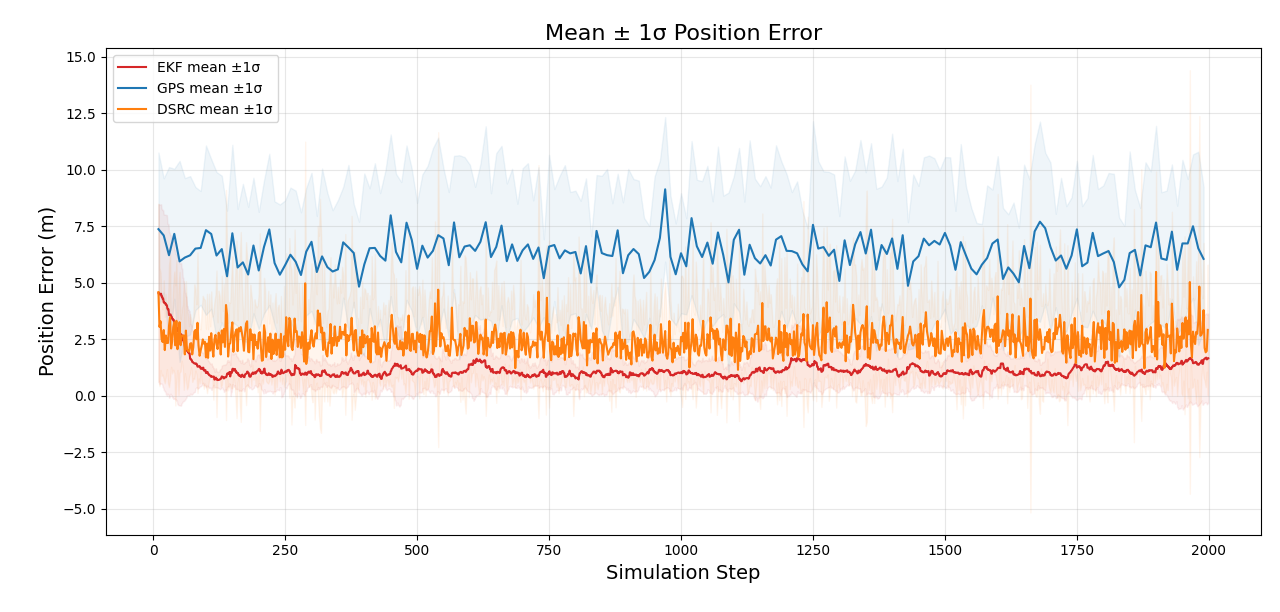 Mean ± 1σ Position Error
EKF mean ±1σ
GPS mean ±1σ
DSRC mean ±1σ
Position Error (m)
15.0
12.5
10.0
7.5
5.0
2.5
0.0
−2.5
−5.0
0 250 500 750 1000 1250 1500 1750 2000
Simulation Step